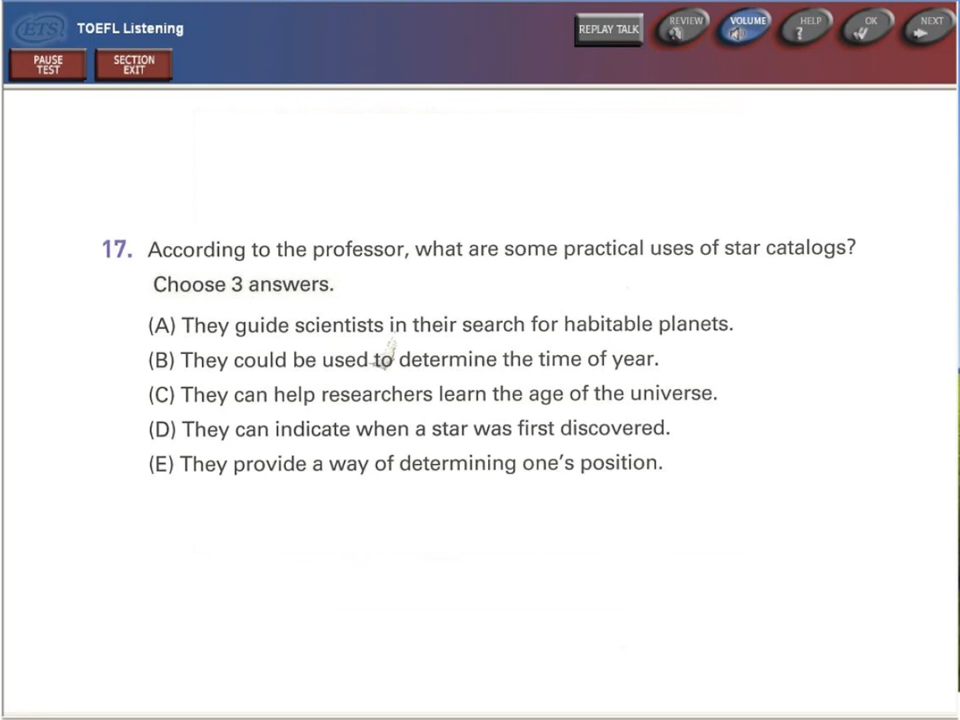 ETS TOEFL Listening
REPLAY TALK
REVIEW
VOLUME
HELP
?
OK
NEXT
PAUSE
TEST
SECTION
EXIT
17. According to the professor, what are some practical uses of star catalogs?
Choose 3 answers.
(A) They guide scientists in their search for habitable planets.
(B) They could be used to determine the time of year.
(C) They can help researchers learn the age of the universe.
(D) They can indicate when a star was first discovered.
(E) They provide a way of determining one's position.